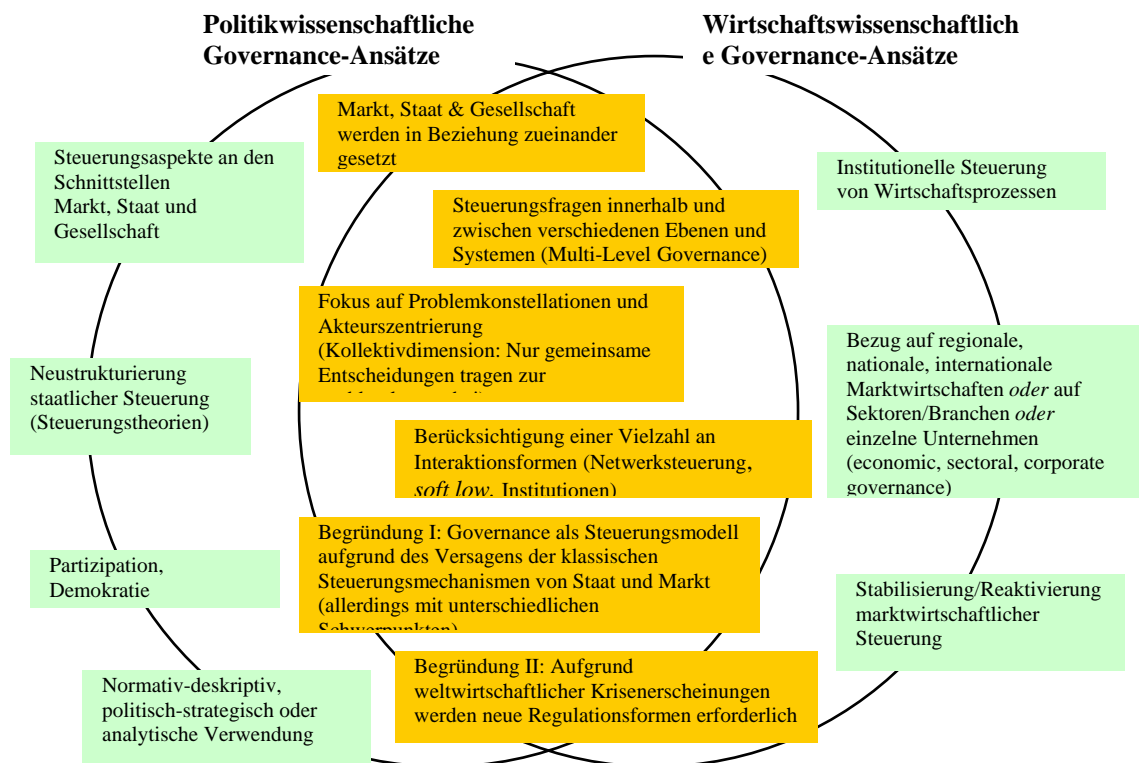 Politikwissenschaftliche
Governance-Ansätze
Wirtschaftswissenschaftlich
e Governance-Ansätze
Markt, Staat & Gesellschaft
werden in Beziehung zueinander
gesetzt
Steuerungsaspekte an den
Schnittstellen
Markt, Staat und
Gesellschaft
Institutionelle Steuerung
von Wirtschaftsprozessen
Steuerungsfragen innerhalb und
zwischen verschiedenen Ebenen und
Systemen (Multi-Level Governance)
Fokus auf Problemkonstellationen und
Akteurszentrierung
(Kollektivdimension: Nur gemeinsame
Entscheidungen tragen zur
Neustrukturierung
staatlicher Steuerung
(Steuerungstheorien)
Bezug auf regionale,
nationale, internationale
Marktwirtschaften oder auf
Sektoren/Branchen oder
einzelne Unternehmen
(economic, sectoral, corporate
governance)
Berücksichtigung einer Vielzahl an
Interaktionsformen (Netwerksteuerung,
soft low, Institutionen)
Begründung I: Governance als Steuerungsmodell
aufgrund des Versagens der klassischen
Steuerungsmechanismen von Staat und Markt
(allerdings mit unterschiedlichen
Schwerpunkten)
Partizipation,
Demokratie
Stabilisierung/Reaktivierung
marktwirtschaftlicher
Steuerung
Begründung II: Aufgrund
weltwirtschaftlicher Krisenerscheinungen
werden neue Regulationsformen erforderlich
Normativ-deskriptiv,
politisch-strategisch oder
analytische Verwendung